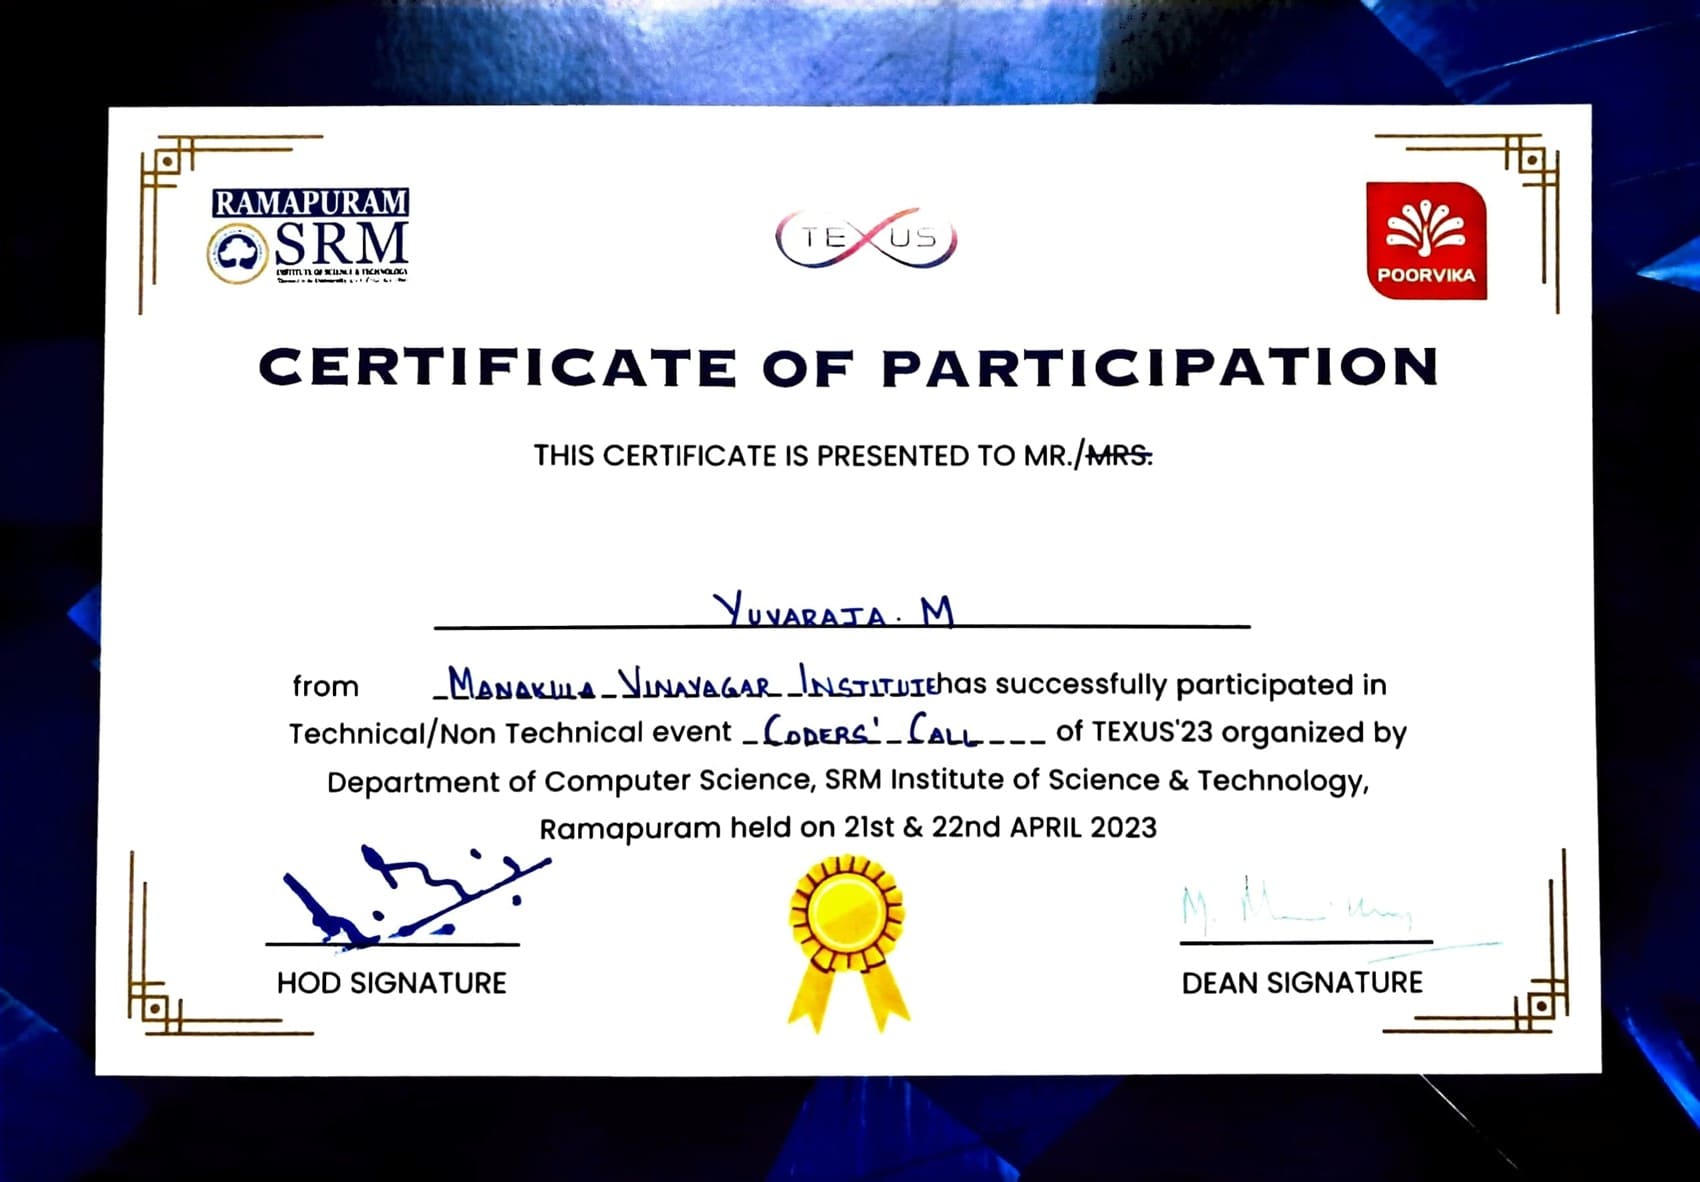 RAMAPURAM
SRM
INSTITUTE OF SCIENCE & TECHNOLOGY
TEXUS
POORVIKA
CERTIFICATE OF PARTICIPATION
THIS CERTIFICATE IS PRESENTED TO MR./MRS.
YUVARAJA. M
from MANAKULA VINAYAGAR INSTITUTE has successfully participated in
Technical/Non Technical event CODERS' CALL of TEXUS'23 organized by
Department of Computer Science, SRM Institute of Science & Technology,
Ramapuram held on 21st & 22nd APRIL 2023
HOD SIGNATURE
DEAN SIGNATURE